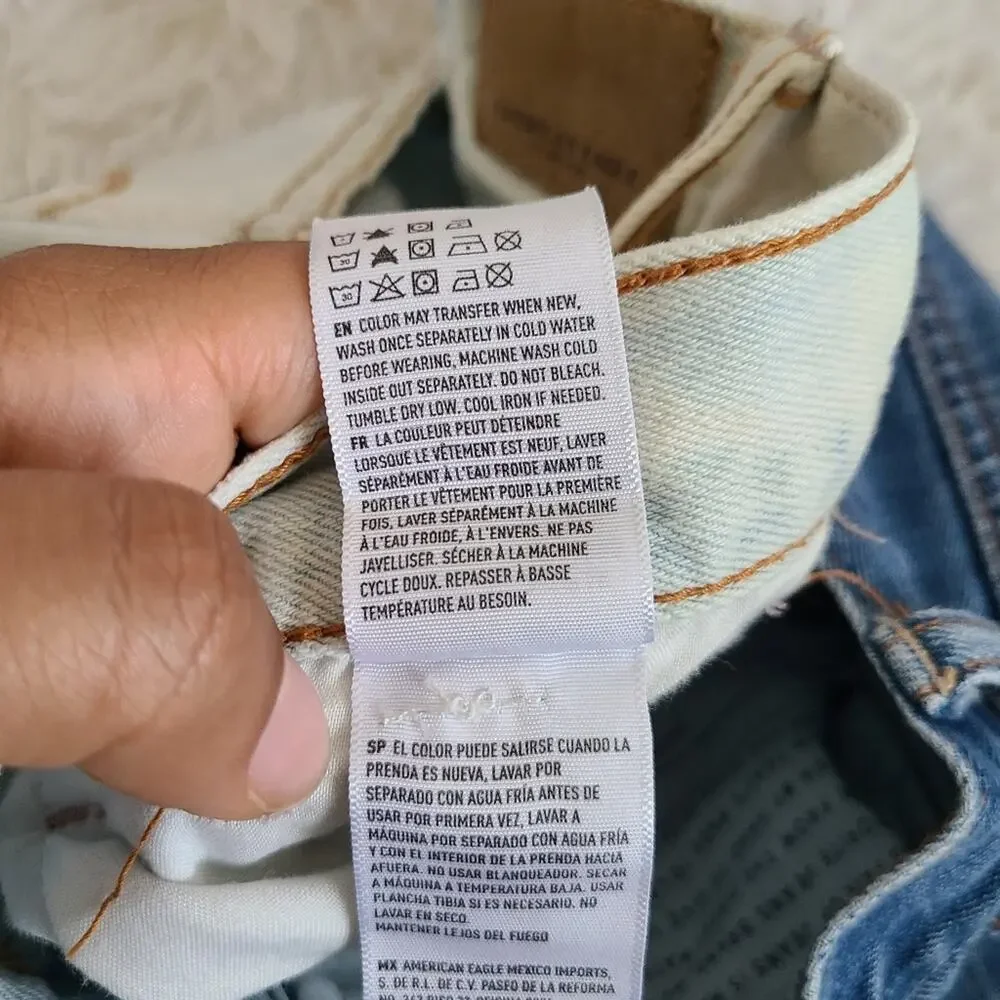 30
30
EN COLOR MAY TRANSFER WHEN NEW,
WASH ONCE SEPARATELY IN COLD WATER
BEFORE WEARING, MACHINE WASH COLD
INSIDE OUT SEPARATELY. DO NOT BLEACH.
TUMBLE DRY LOW. COOL IRON IF NEEDED.
FR LA COULEUR PEUT DÉTEINDRE
LORSQUE LE VÊTEMENT EST NEUF, LAVER
SÉPARÉMENT À L'EAU FROIDE AVANT DE
PORTER LE VÊTEMENT POUR LA PREMIÈRE
FOIS, LAVER SÉPARÉMENT À LA MACHINE
À L'EAU FROIDE, À L'ENVERS. NE PAS
JAVELLISER. SÉCHER À LA MACHINE
CYCLE DOUX. REPASSER À BASSE
TEMPÉRATURE AU BESOIN.
SP EL COLOR PUEDE SALIRSE CUANDO LA
PRENDA ES NUEVA, LAVAR POR
SEPARADO CON AGUA FRÍA ANTES DE
USAR POR PRIMERA VEZ, LAVAR A
MÁQUINA POR SEPARADO CON AGUA FRÍA
Y CON EL INTERIOR DE LA PRENDA HACIA
AFUERA. NO USAR BLANQUEADOR. SECAR
A MÁQUINA A TEMPERATURA BAJA. USAR
PLANCHA TIBIA SI ES NECESARIO. NO
LAVAR EN SECO.
MANTENER LEJOS DEL FUEGO
MX AMERICAN EAGLE MEXICO IMPORTS,
S. DE R.L. DE C.V. PASEO DE LA REFORMA